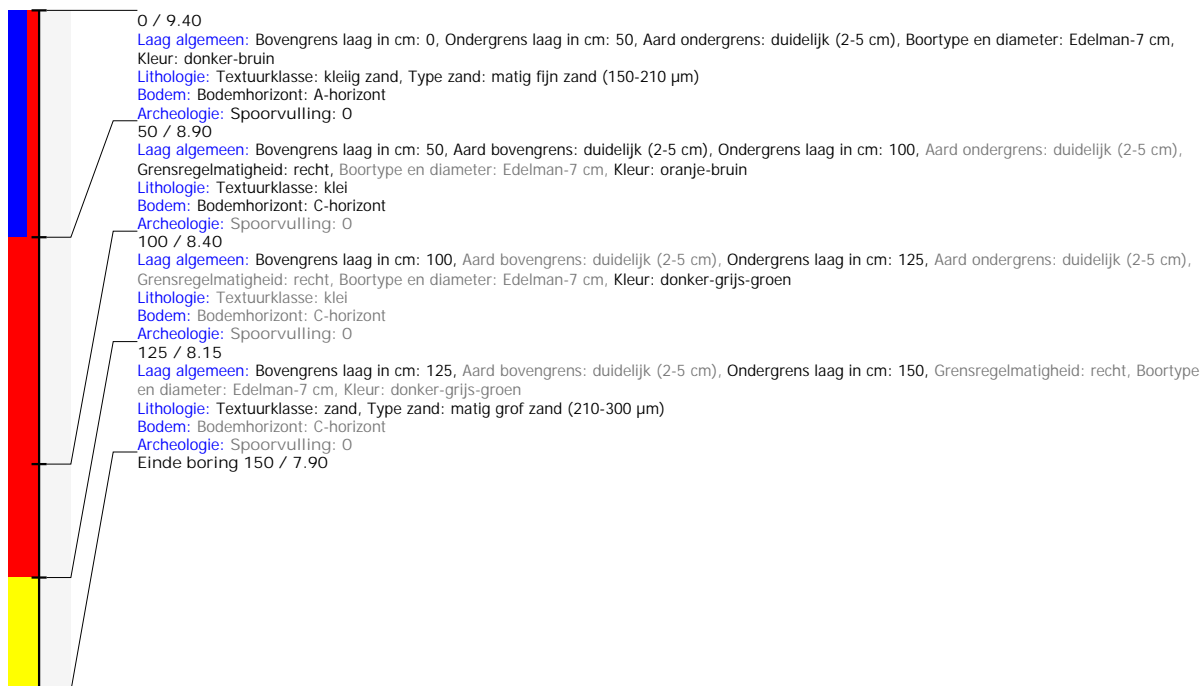 0 / 9.40
Laag algemeen: Bovengrens laag in cm: 0, Ondergrens laag in cm: 50, Aard ondergrens: duidelijk (2-5 cm), Boortype en diameter: Edelman-7 cm,
Kleur: donker-bruin
Lithologie: Textuurklasse: kleiig zand, Type zand: matig fijn zand (150-210 µm)
Bodem: Bodemhorizont: A-horizont
Archeologie: Spoorvulling: 0
50 / 8.90
Laag algemeen: Bovengrens laag in cm: 50, Aard bovengrens: duidelijk (2-5 cm), Ondergrens laag in cm: 100, Aard ondergrens: duidelijk (2-5 cm),
Grensregelmatigheid: recht, Boortype en diameter: Edelman-7 cm, Kleur: oranje-bruin
Lithologie: Textuurklasse: klei
Bodem: Bodemhorizont: C-horizont
Archeologie: Spoorvulling: 0
100 / 8.40
Laag algemeen: Bovengrens laag in cm: 100, Aard bovengrens: duidelijk (2-5 cm), Ondergrens laag in cm: 125, Aard ondergrens: duidelijk (2-5 cm),
Grensregelmatigheid: recht, Boortype en diameter: Edelman-7 cm, Kleur: donker-grijs-groen
Lithologie: Textuurklasse: klei
Bodem: Bodemhorizont: C-horizont
Archeologie: Spoorvulling: 0
125 / 8.15
Laag algemeen: Bovengrens laag in cm: 125, Aard bovengrens: duidelijk (2-5 cm), Ondergrens laag in cm: 150, Grensregelmatigheid: recht, Boortype
en diameter: Edelman-7 cm, Kleur: donker-grijs-groen
Lithologie: Textuurklasse: zand, Type zand: matig grof zand (210-300 µm)
Bodem: Bodemhorizont: C-horizont
Archeologie: Spoorvulling: 0
Einde boring 150 / 7.90